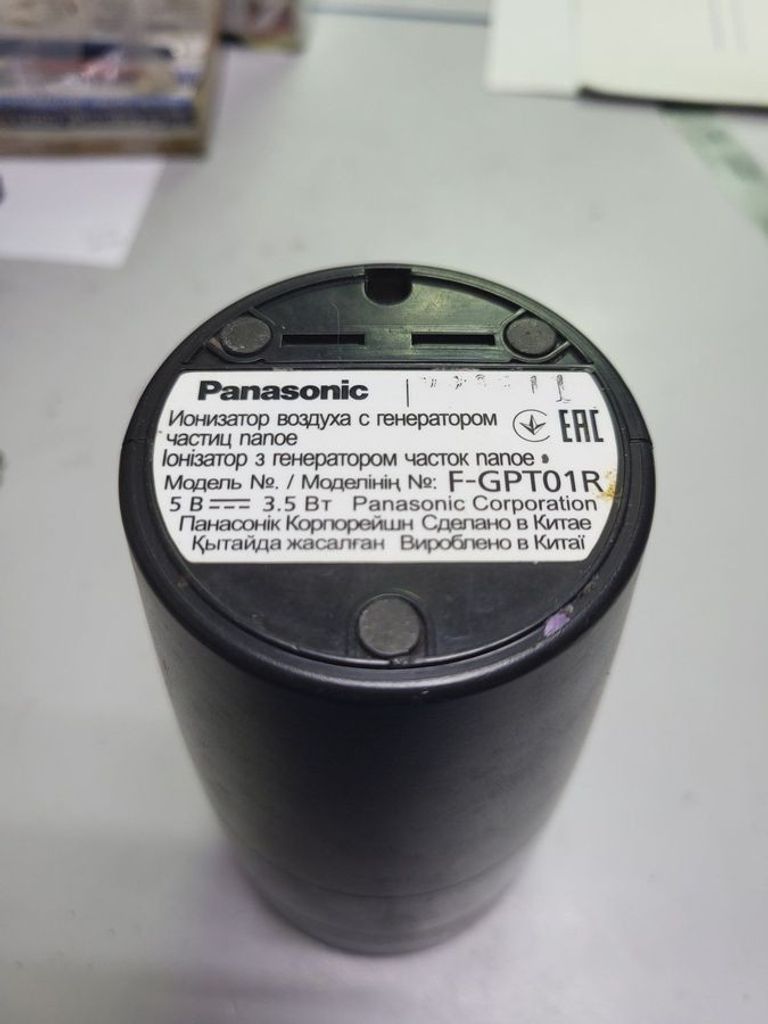 Panasonic
Ионизатор воздуха с генератором
частиц nanoe
EAC
Іонізатор з генератором часток nanoe
Модель №. / Моделінің №: F-GPT01R
5 В 3.5 Вт Panasonic Corporation
Панасонік Корпорейшн Сделано в Китае
Қытайда жасалған Вироблено в Китаї